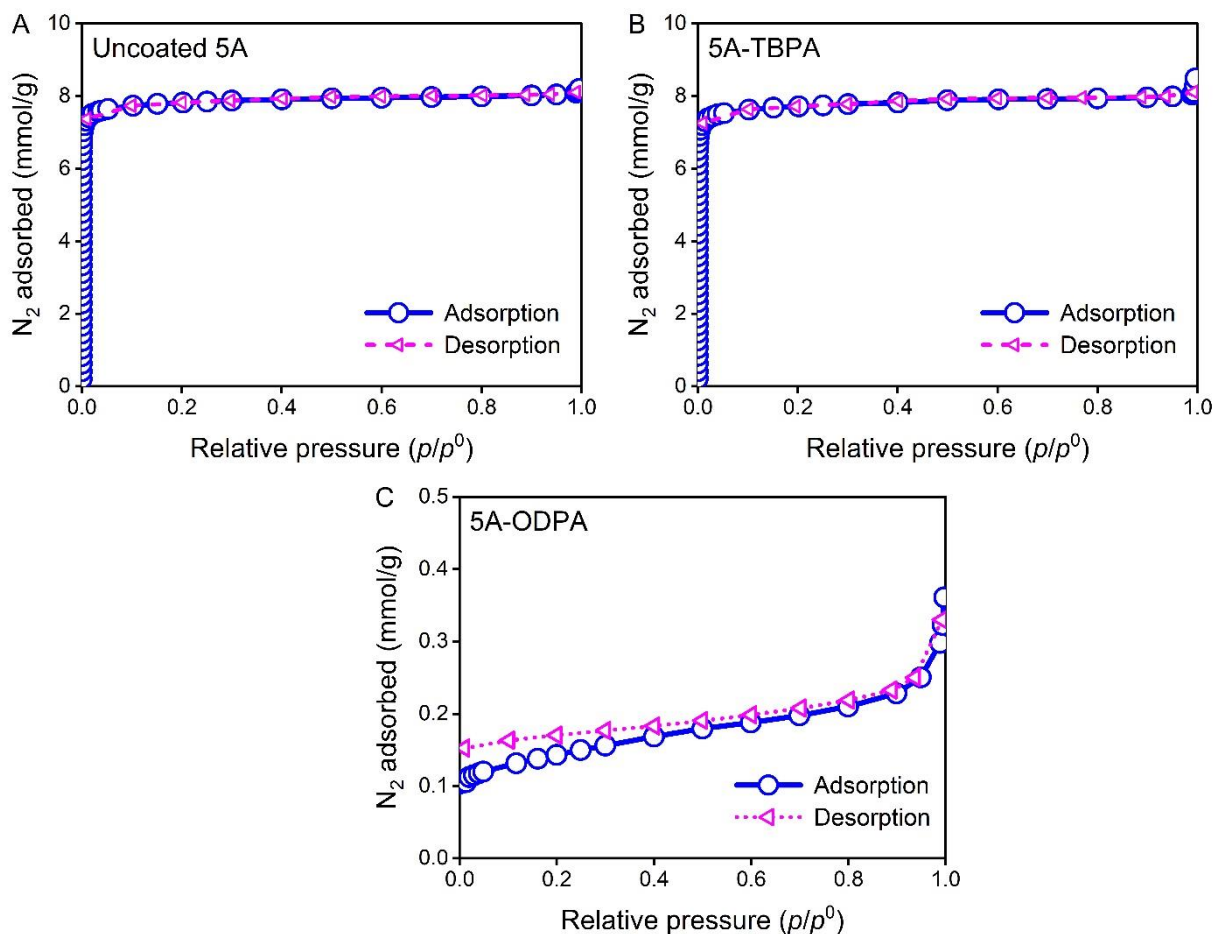 A
Uncoated 5A
10
8
6
4
2
0
N₂ adsorbed (mmol/g)
Adsorption
Desorption
0.0 0.2 0.4 0.6 0.8 1.0
Relative pressure (p/p⁰)
B
5A-TBPA
10
8
6
4
2
0
N₂ adsorbed (mmol/g)
Adsorption
Desorption
0.0 0.2 0.4 0.6 0.8 1.0
Relative pressure (p/p⁰)
C
5A-ODPA
0.5
0.4
0.3
0.2
0.1
0.0
N₂ adsorbed (mmol/g)
Adsorption
Desorption
0.0 0.2 0.4 0.6 0.8 1.0
Relative pressure (p/p⁰)